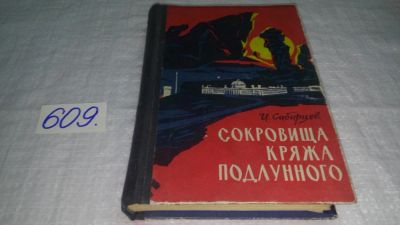 609.
И. Сибирцев
СОКРОВИЩА
КРЯЖА
ПОДЛУННОГО